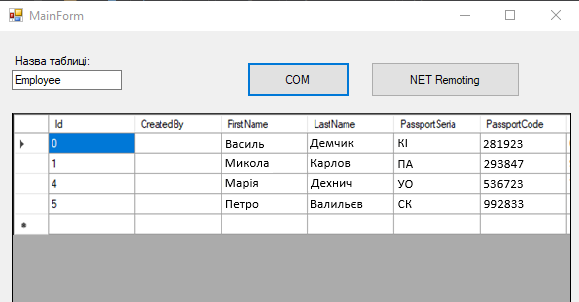 MainForm
Назва таблиці:
Employee
COM
NET Remoting
Id CreatedBy FirstName LastName PassportSeria PassportCode
0 Василь Демчик КІ 281923
1 Микола Карлов ПА 293847
4 Марія Дехнич УО 536723
5 Петро Валильєв СК 992833